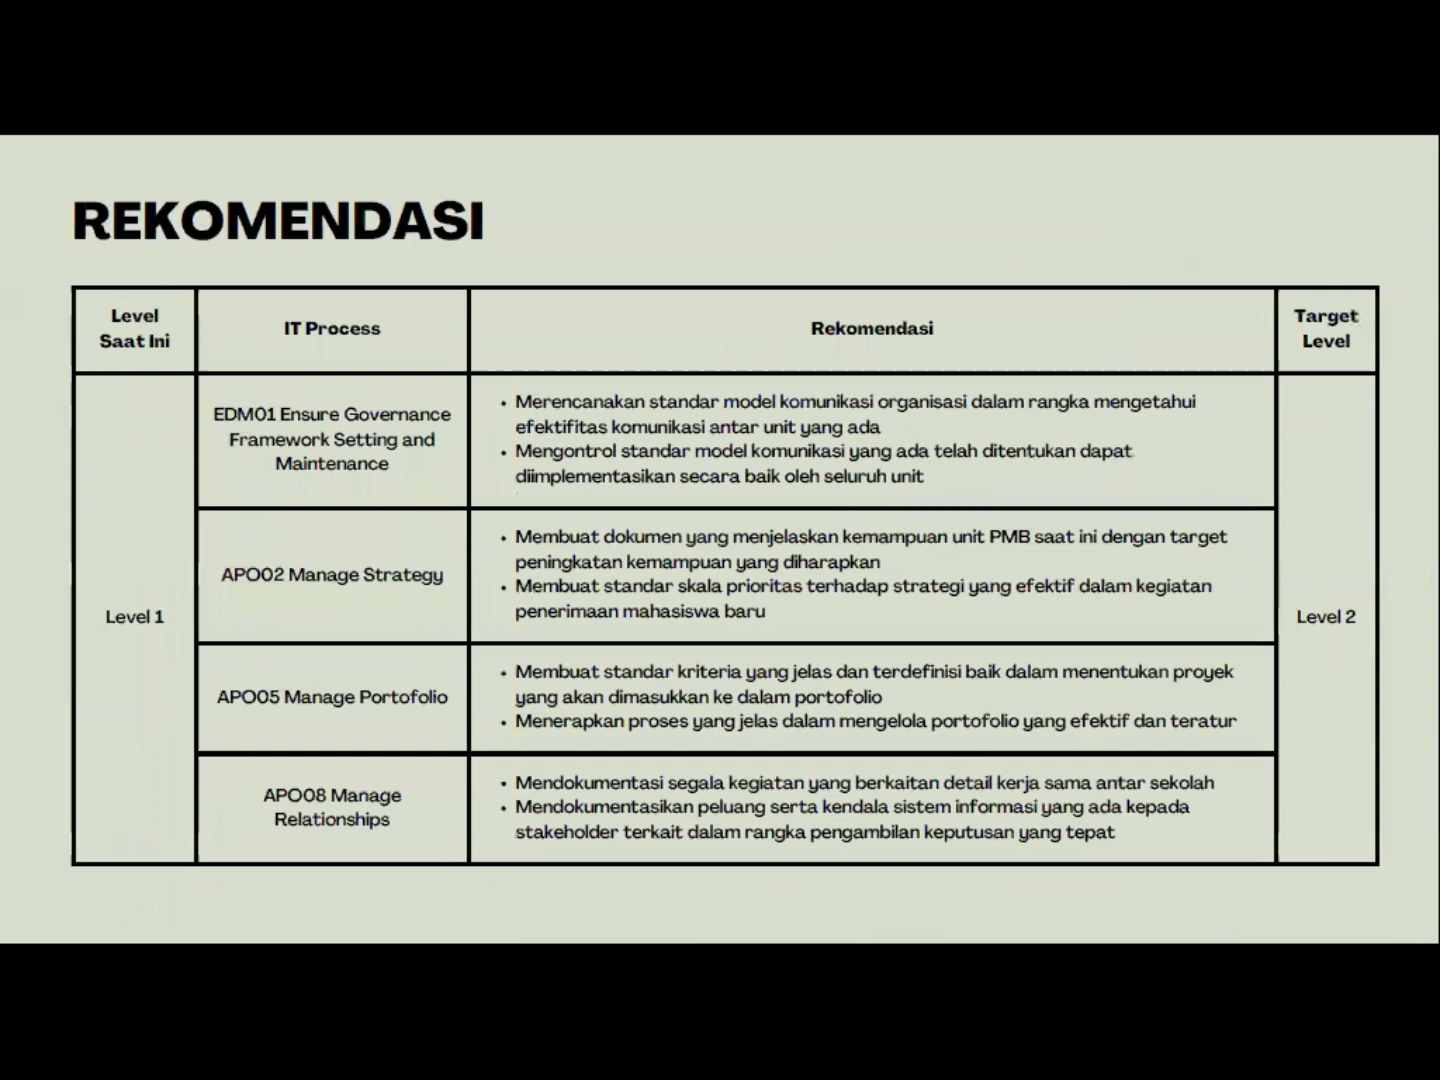 REKOMENDASI
Level
Saat Ini
IT Process
Rekomendasi
Target
Level
Level 1
EDM01 Ensure Governance
Framework Setting and
Maintenance
• Merencanakan standar model komunikasi organisasi dalam rangka mengetahui
efektifitas komunikasi antar unit yang ada
• Mengontrol standar model komunikasi yang ada telah ditentukan dapat
diimplementasikan secara baik oleh seluruh unit
APO02 Manage Strategy
• Membuat dokumen yang menjelaskan kemampuan unit PMB saat ini dengan target
peningkatan kemampuan yang diharapkan
• Membuat standar skala prioritas terhadap strategi yang efektif dalam kegiatan
penerimaan mahasiswa baru
APO05 Manage Portofolio
• Membuat standar kriteria yang jelas dan terdefinisi baik dalam menentukan proyek
yang akan dimasukkan ke dalam portofolio
• Menerapkan proses yang jelas dalam mengelola portofolio yang efektif dan teratur
APO08 Manage
Relationships
• Mendokumentasi segala kegiatan yang berkaitan detail kerja sama antar sekolah
• Mendokumentasikan peluang serta kendala sistem informasi yang ada kepada
stakeholder terkait dalam rangka pengambilan keputusan yang tepat
Level 2